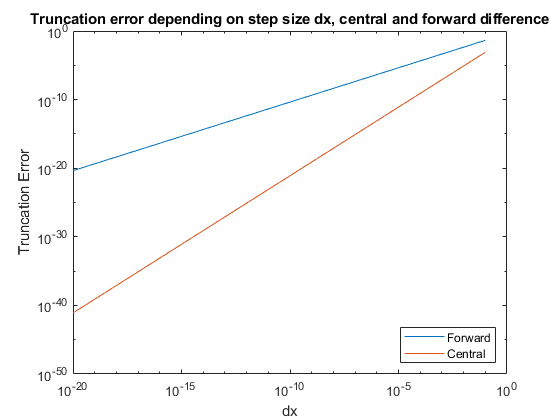 Truncation error depending on step size dx, central and forward difference
10^0
10^-10
10^-20
10^-30
10^-40
10^-50
Truncation Error
10^-20
10^-15
10^-10
10^-5
10^0
dx
Forward
Central